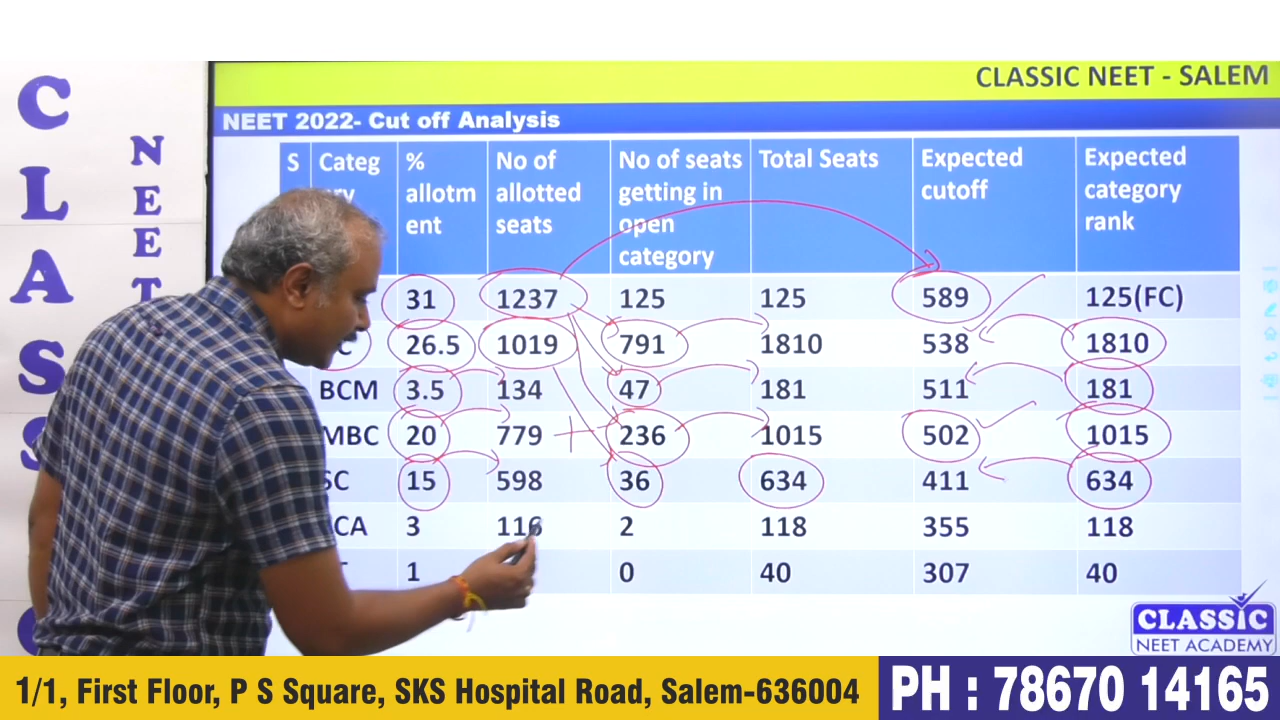 CLASSIC NEET - SALEM
C L A S S
N E E T
NEET 2022- Cut off Analysis
S Categ % No of No of seats Total Seats Expected Expected
allotm allotted getting in cutoff category
ent seats open rank
category
31 1237 125 125 589 125(FC)
26.5 1019 791 1810 538 1810
BCM 3.5 134 47 181 511 181
MBC 20 779 + 236 1015 502 1015
SC 15 598 36 634 411 634
CA 3 116 2 118 355 118
1 0 40 307 40
CLASSIC
NEET ACADEMY
1/1, First Floor, P S Square, SKS Hospital Road, Salem-636004
PH : 78670 14165